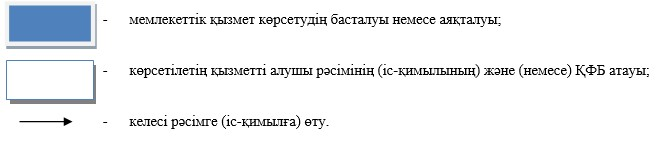 - мемлекеттік қызмет көрсетудің басталуы немесе аяқталуы;
- көрсетілетің қызметті алушы рәсімінің (іс-қимылының) және (немесе) ҚФБ атауы;
- келесі рәсімге (іс-қимылға) өту.